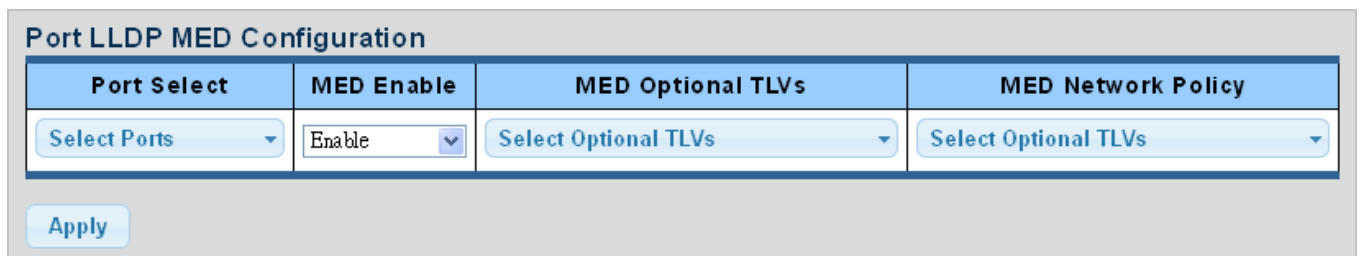 Port LLDP MED Configuration
Port Select MED Enable MED Optional TLVs MED Network Policy
Select Ports Enable Select Optional TLVs Select Optional TLVs
Apply